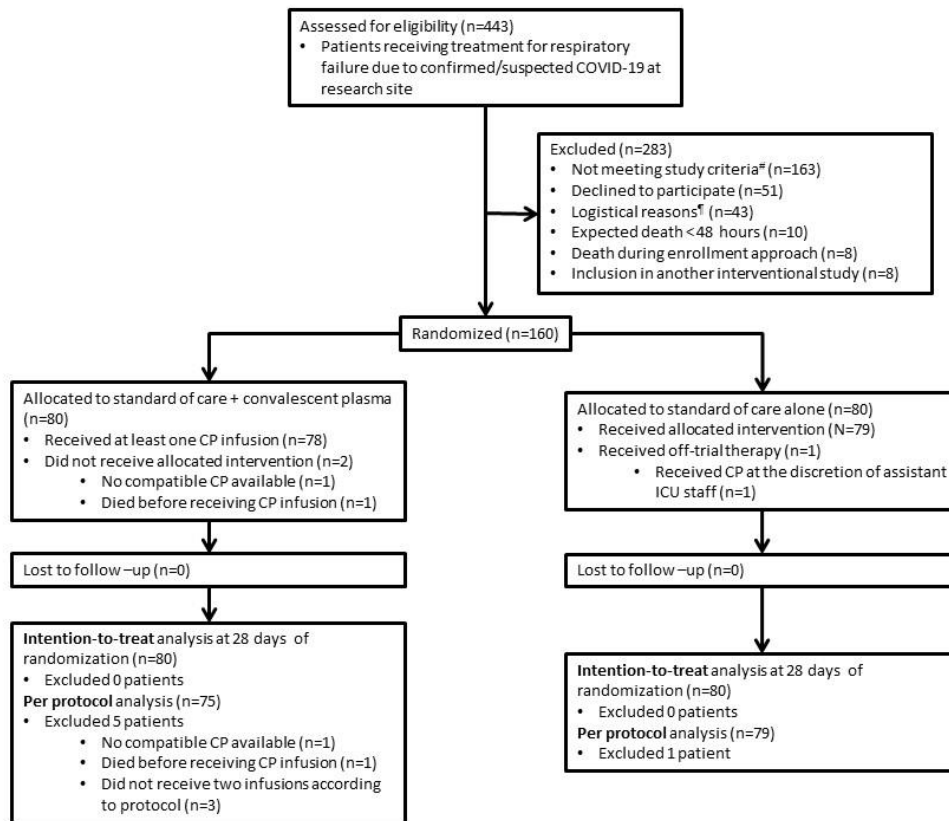 Assessed for eligibility (n=443)
• Patients receiving treatment for respiratory
failure due to confirmed/suspected COVID-19 at
research site
Excluded (n=283)
• Not meeting study criteria# (n=163)
• Declined to participate (n=51)
• Logistical reasons¶ (n=43)
• Expected death <48 hours (n=10)
• Death during enrollment approach (n=8)
• Inclusion in another interventional study (n=8)
Randomized (n=160)
Allocated to standard of care + convalescent plasma
(n=80)
• Received at least one CP infusion (n=78)
• Did not receive allocated intervention (n=2)
• No compatible CP available (n=1)
• Died before receiving CP infusion (n=1)
Allocated to standard of care alone (n=80)
• Received allocated intervention (N=79)
• Received off-trial therapy (n=1)
• Received CP at the discretion of assistant
ICU staff (n=1)
Lost to follow –up (n=0)
Lost to follow –up (n=0)
Intention-to-treat analysis at 28 days of
randomization (n=80)
• Excluded 0 patients
Per protocol analysis (n=75)
• Excluded 5 patients
• No compatible CP available (n=1)
• Died before receiving CP infusion (n=1)
• Did not receive two infusions according
to protocol (n=3)
Intention-to-treat analysis at 28 days of
randomization (n=80)
• Excluded 0 patients
Per protocol analysis (n=79)
• Excluded 1 patient